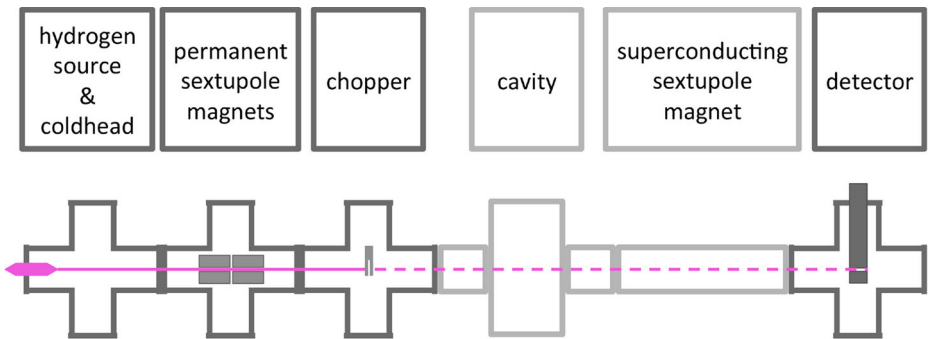 hydrogen
source
&
coldhead
permanent
sextupole
magnets
chopper
cavity
superconducting
sextupole
magnet
detector